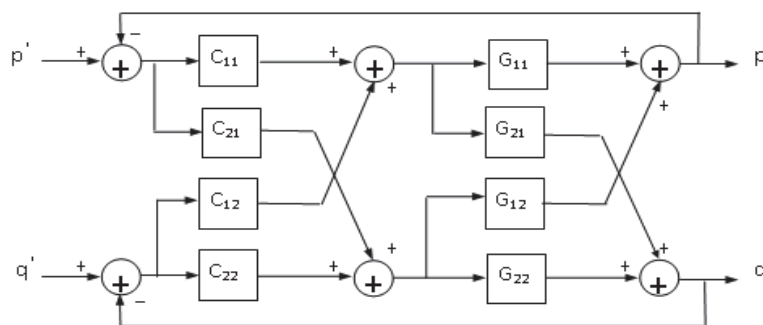 −
p' + + C₁₁ + + G₁₁ + + p
+ +
C₂₁ G₂₁
C₁₂ G₁₂
+ +
q' + + C₂₂ + + G₂₂ + + q
−